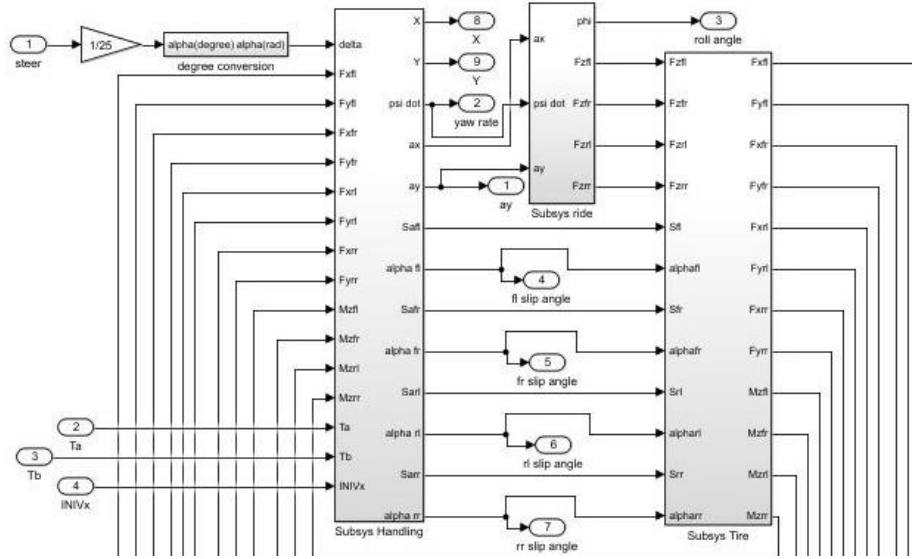 1
steer
1/25
alpha(degree) alpha(rad)
degree conversion
delta
Fxfl
Fyfl
Fxfr
Fyfr
Fxrl
Fyrl
Fxrr
Fyrr
Mzfl
Mzfr
Mzrl
Mzrr
Ta
Tb
INIVx
2
Ta
3
Tb
4
INIVx
X
Y
psi dot
ax
ay
Safl
alpha fl
Safr
alpha fr
Sarl
alpha rl
Sarr
alpha rr
Subsys Handling
8
X
9
Y
2
yaw rate
1
ay
4
fl slip angle
5
fr slip angle
6
rl slip angle
7
rr slip angle
ax
psi dot
ay
phi
Fzfl
Fzfr
Fzrl
Fzrr
Subsys ride
3
roll angle
Fzfl
Fzfr
Fzrl
Fzrr
Sfl
alphafl
Sfr
alphafr
Srl
alpharl
Srr
alpharr
Fxfl
Fyfl
Fxfr
Fyfr
Fxrl
Fyrl
Fxrr
Fyrr
Mzfl
Mzfr
Mzrl
Mzrr
Subsys Tire